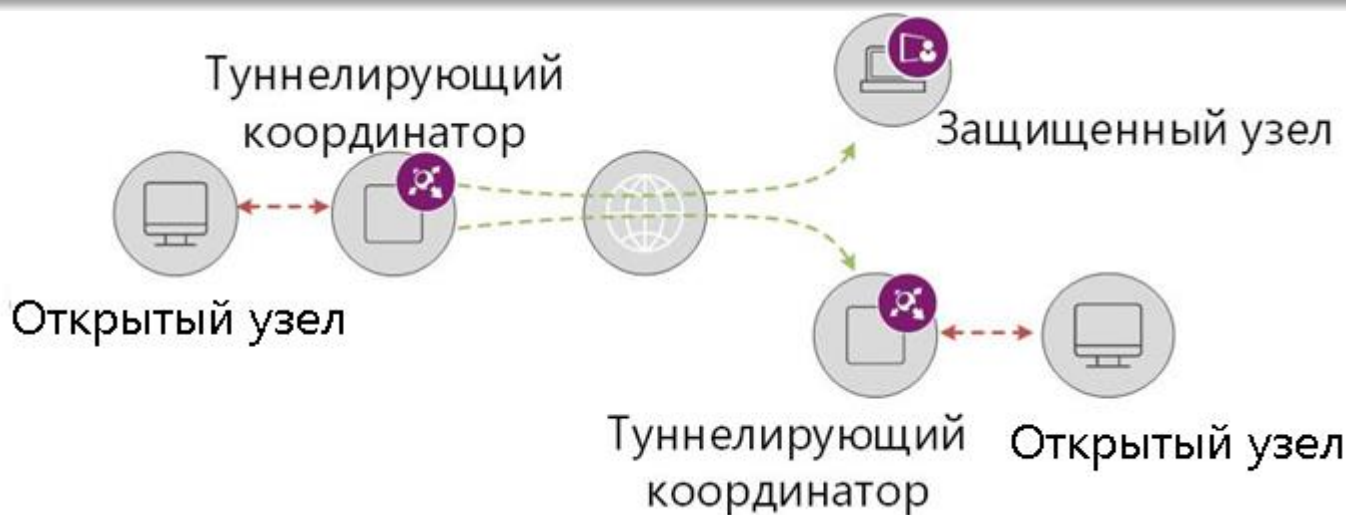 Туннелирующий
координатор
Защищенный узел
Открытый узел
Туннелирующий
координатор
Открытый узел